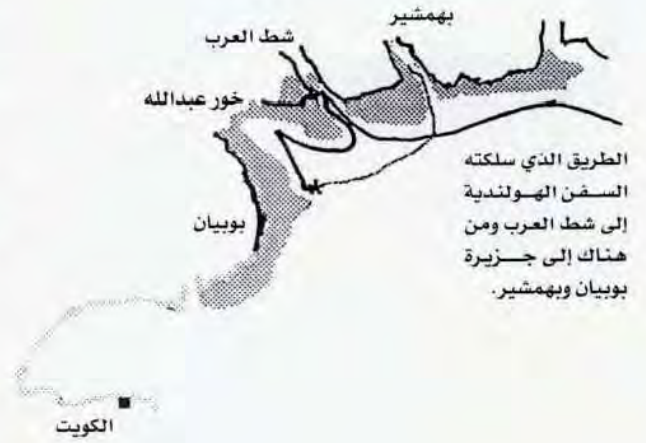 بهمشير
شط العرب
خور عبدالله
الطريق الذي سلكته
السفن الهولندية
إلى شط العرب ومن
هناك إلى جزيرة
بوبيان وبهمشير.
بوبيان
الكويت